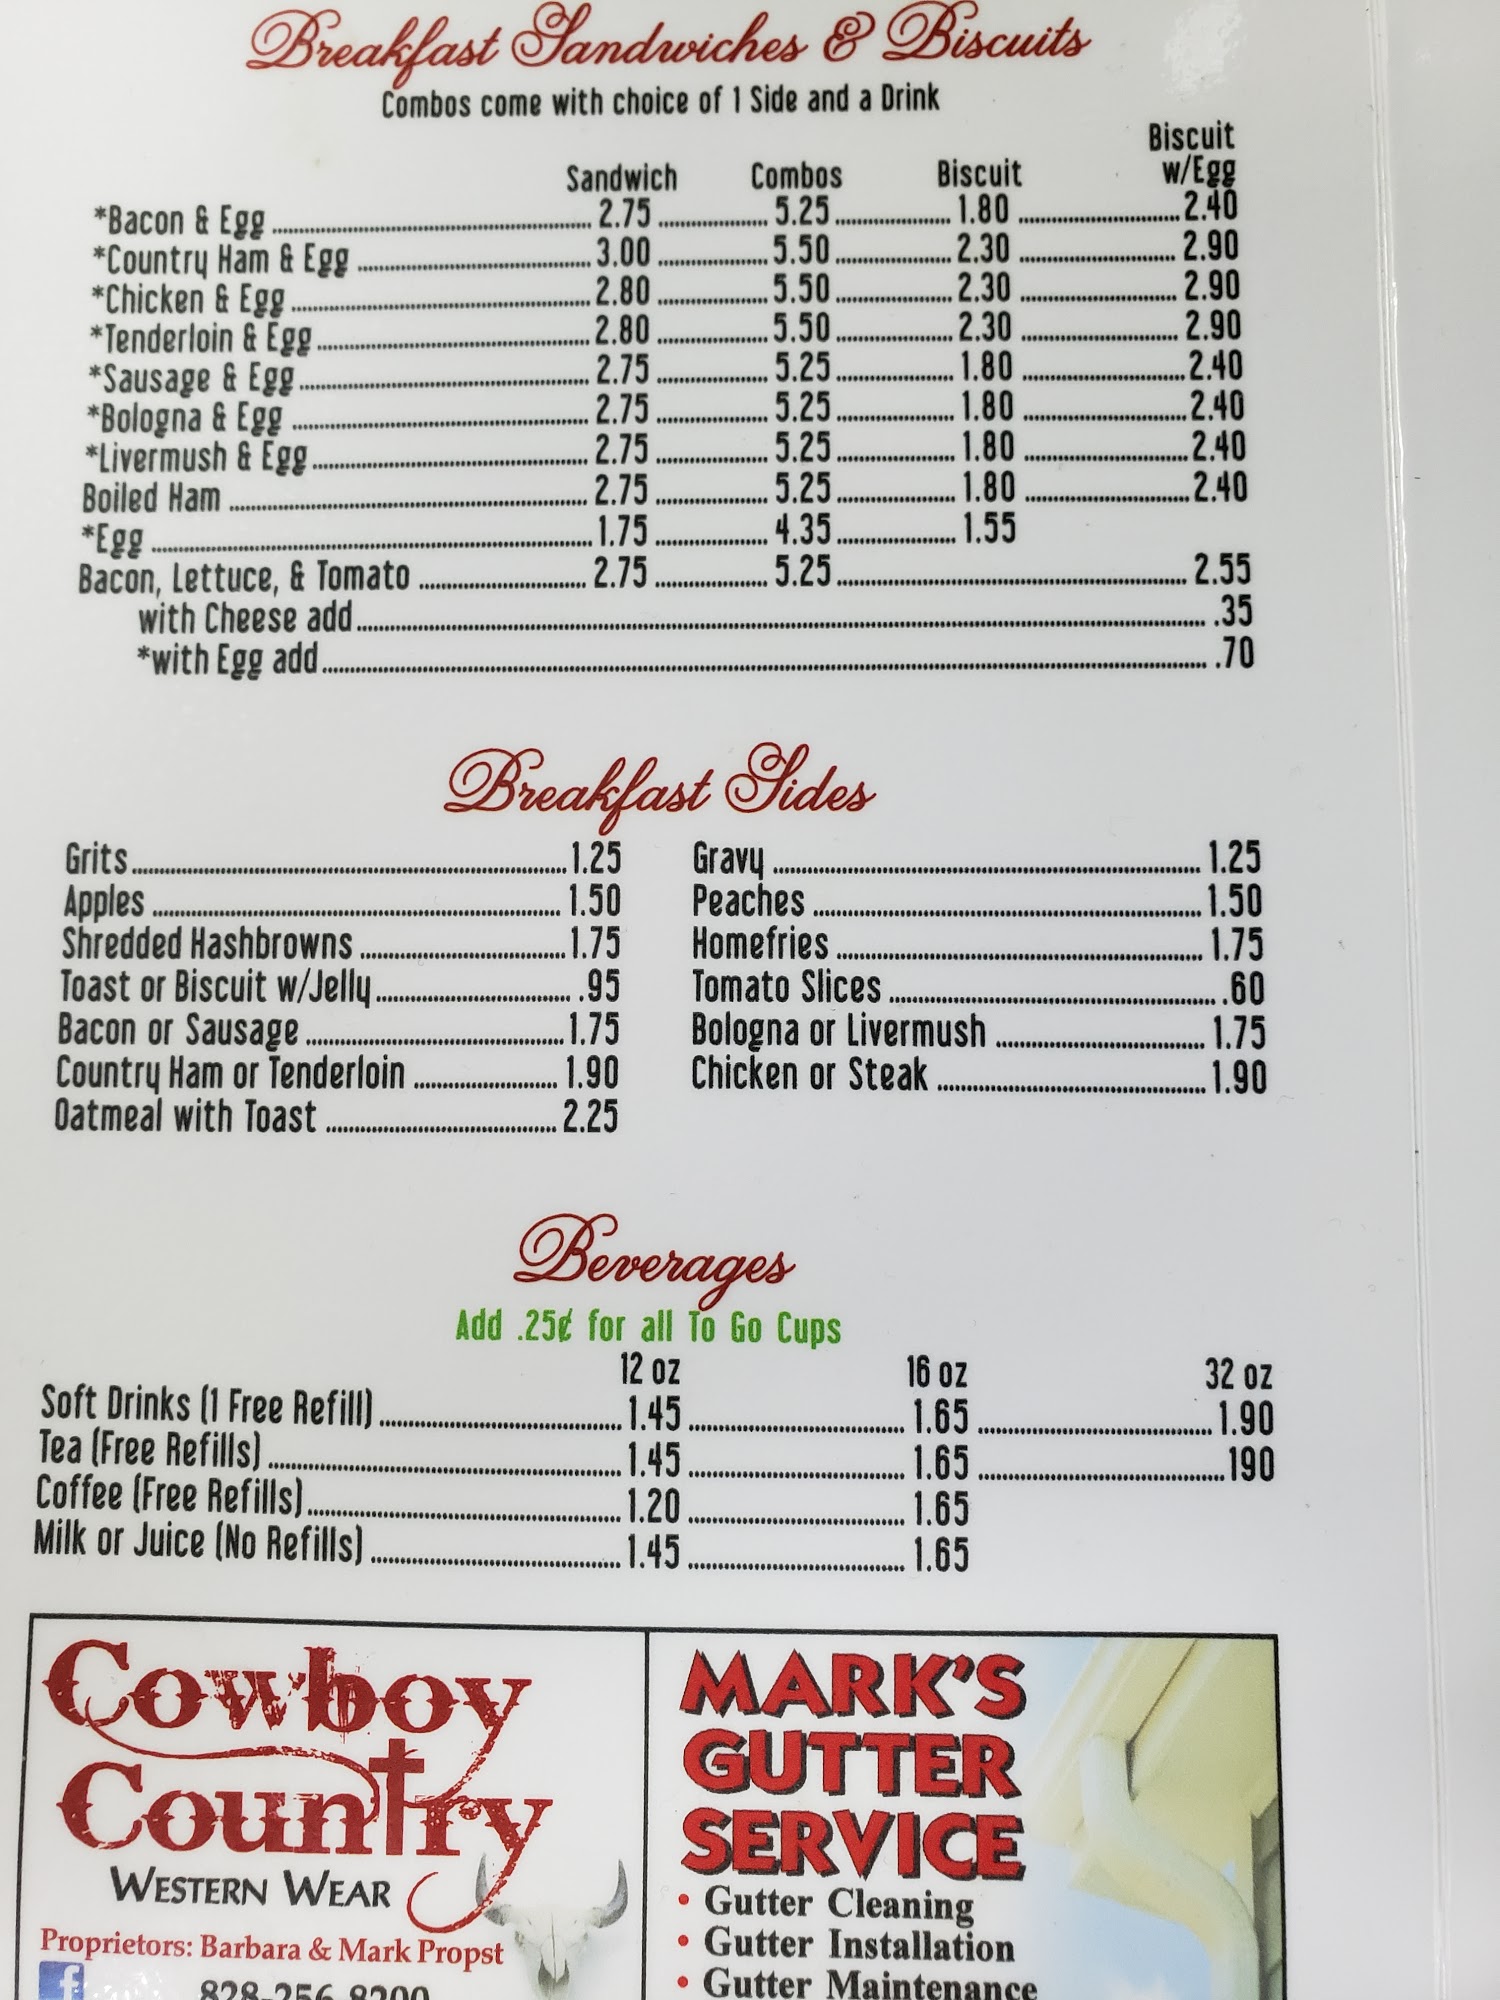 Breakfast Sandwiches & Biscuits
Combos come with choice of 1 Side and a Drink
Sandwich Combos Biscuit Biscuit w/Egg
*Bacon & Egg 2.75 5.25 1.80 2.40
*Country Ham & Egg 3.00 5.50 2.30 2.90
*Chicken & Egg 2.80 5.50 2.30 2.90
*Tenderloin & Egg 2.80 5.50 2.30 2.90
*Sausage & Egg 2.75 5.25 1.80 2.40
*Bologna & Egg 2.75 5.25 1.80 2.40
*Livermush & Egg 2.75 5.25 1.80 2.40
Boiled Ham 2.75 5.25 1.80 2.40
*Egg 1.75 4.35 1.55
Bacon, Lettuce, & Tomato 2.75 5.25 2.55
with Cheese add .35
*with Egg add .70
Breakfast Sides
Grits 1.25
Apples 1.50
Shredded Hashbrowns 1.75
Toast or Biscuit w/Jelly .95
Bacon or Sausage 1.75
Country Ham or Tenderloin 1.90
Oatmeal with Toast 2.25
Gravy 1.25
Peaches 1.50
Homefries 1.75
Tomato Slices .60
Bologna or Livermush 1.75
Chicken or Steak 1.90
Beverages
Add .25¢ for all To Go Cups
12 oz 16 oz 32 oz
Soft Drinks (1 Free Refill) 1.45 1.65 1.90
Tea (Free Refills) 1.45 1.65 190
Coffee (Free Refills) 1.20 1.65
Milk or Juice (No Refills) 1.45 1.65
Cowboy
Country
WESTERN WEAR
Proprietors: Barbara & Mark Propst
f 828-256-8200
MARK'S
GUTTER
SERVICE
• Gutter Cleaning
• Gutter Installation
• Gutter Maintenance